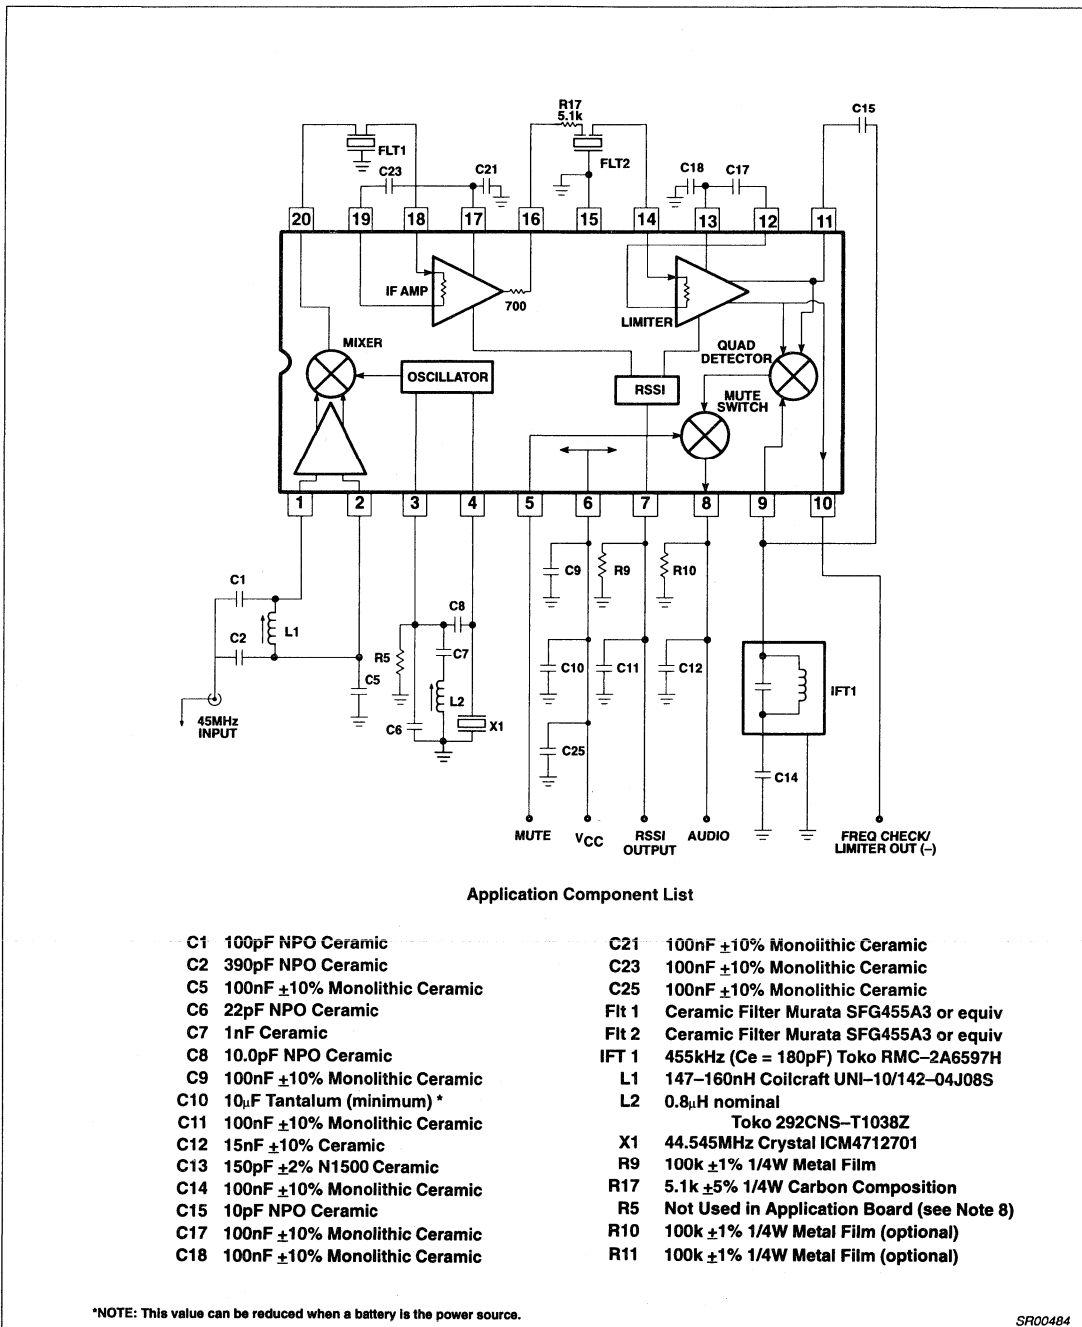 R17
5.1k
C15
FLT1
FLT2
C23
C21
C18
C17
20
19
18
17
16
15
14
13
12
11
IF AMP
700
LIMITER
MIXER
OSCILLATOR
QUAD
DETECTOR
RSSI
MUTE
SWITCH
1
2
3
4
5
6
7
8
9
10
C1
C2
L1
C5
45MHz
INPUT
R5
C6
C7
C8
L2
X1
C9
R9
R10
C10
C11
C12
C25
IFT1
C14
MUTE
VCC
RSSI
OUTPUT
AUDIO
FREQ CHECK/
LIMITER OUT (–)
Application Component List
C1 100pF NPO Ceramic
C2 390pF NPO Ceramic
C5 100nF ±10% Monolithic Ceramic
C6 22pF NPO Ceramic
C7 1nF Ceramic
C8 10.0pF NPO Ceramic
C9 100nF ±10% Monolithic Ceramic
C10 10µF Tantalum (minimum) *
C11 100nF ±10% Monolithic Ceramic
C12 15nF ±10% Ceramic
C13 150pF ±2% N1500 Ceramic
C14 100nF ±10% Monolithic Ceramic
C15 10pF NPO Ceramic
C17 100nF ±10% Monolithic Ceramic
C18 100nF ±10% Monolithic Ceramic
C21 100nF ±10% Monolithic Ceramic
C23 100nF ±10% Monolithic Ceramic
C25 100nF ±10% Monolithic Ceramic
Flt 1 Ceramic Filter Murata SFG455A3 or equiv
Flt 2 Ceramic Filter Murata SFG455A3 or equiv
IFT 1 455kHz (Ce = 180pF) Toko RMC–2A6597H
L1 147–160nH Coilcraft UNI–10/142–04J08S
L2 0.8µH nominal
Toko 292CNS–T1038Z
X1 44.545MHz Crystal ICM4712701
R9 100k ±1% 1/4W Metal Film
R17 5.1k ±5% 1/4W Carbon Composition
R5 Not Used in Application Board (see Note 8)
R10 100k ±1% 1/4W Metal Film (optional)
R11 100k ±1% 1/4W Metal Film (optional)
*NOTE: This value can be reduced when a battery is the power source.
SR00484